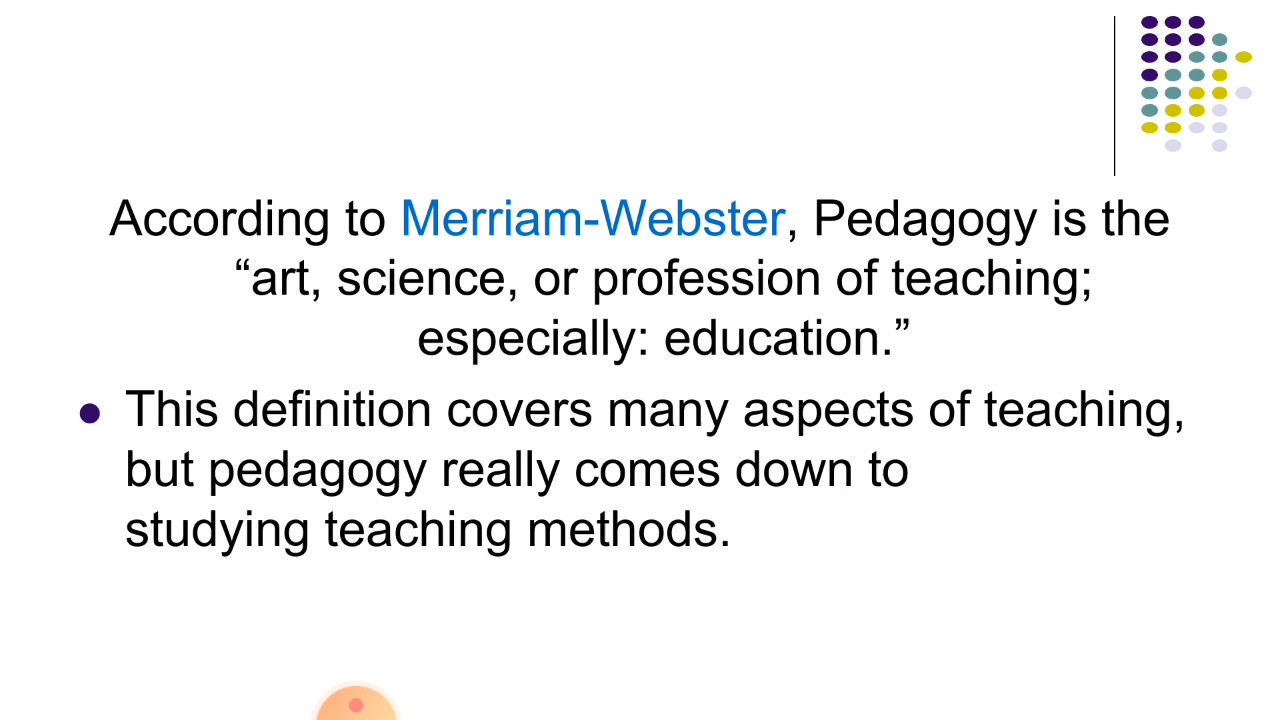 According to Merriam-Webster, Pedagogy is the
“art, science, or profession of teaching;
especially: education.”
This definition covers many aspects of teaching,
but pedagogy really comes down to
studying teaching methods.